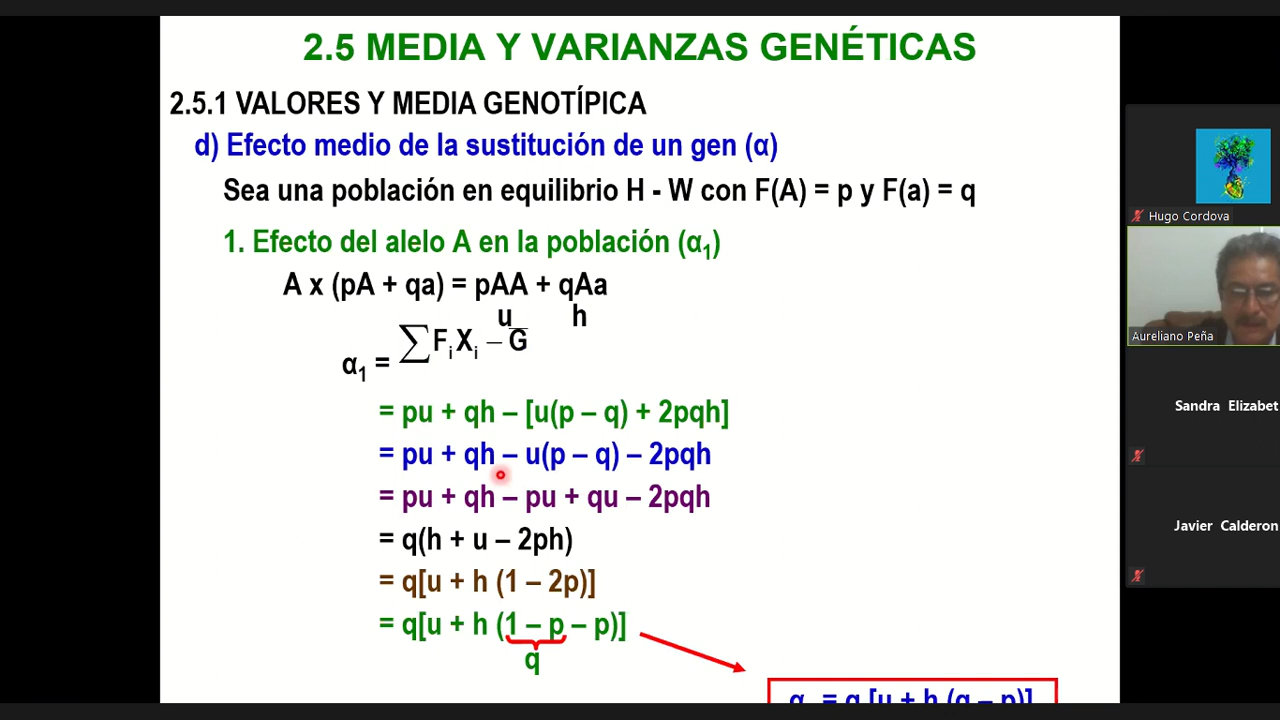 2.5 MEDIA Y VARIANZAS GENÉTICAS
2.5.1 VALORES Y MEDIA GENOTÍPICA
d) Efecto medio de la sustitución de un gen (α)
Sea una población en equilibrio H - W con F(A) = p y F(a) = q
1. Efecto del alelo A en la población (α₁)
A x (pA + qa) = pAA + qAa
u h
α₁ = ∑FᵢXᵢ – G̅
= pu + qh – [u(p – q) + 2pqh]
= pu + qh – u(p – q) – 2pqh
= pu + qh – pu + qu – 2pqh
= q(h + u – 2ph)
= q[u + h (1 – 2p)]
= q[u + h (1 – p – p)]
q
= q [u + h (q – p)]
Hugo Cordova
Aureliano Peña
Sandra Elizabet
Javier Calderon